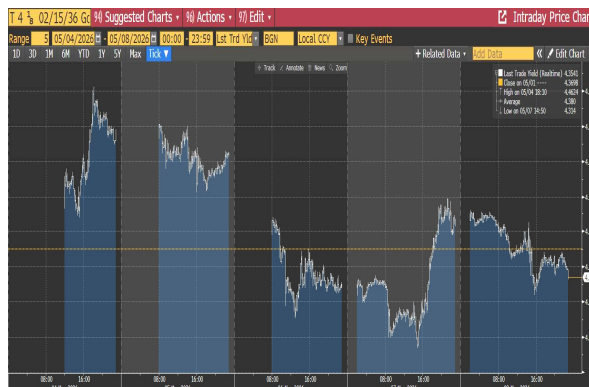 T 4 ⅛ 02/15/36 Go 94) Suggested Charts 96) Actions 97) Edit Intraday Price Char
Range 5 05/04/2026 - 05/08/2026 00:00 - 23:59 Lst Trd Yld BGN Local CCY Key Events
1D 3D 1M 6M YTD 1Y 5Y Max Tick + Related Data Add Data « Edit Chart
+ Track Annotate News Zoom
Last Trade Yield (Realtime) 4.3541
Close on 05/01 ---- 4.3698
High on 05/04 18:10 4.4624
Average 4.380
Low on 05/07 14:50 4.314
08:00 16:00 08:00 16:00 08:00 16:00 08:00 16:00 08:00 16:00